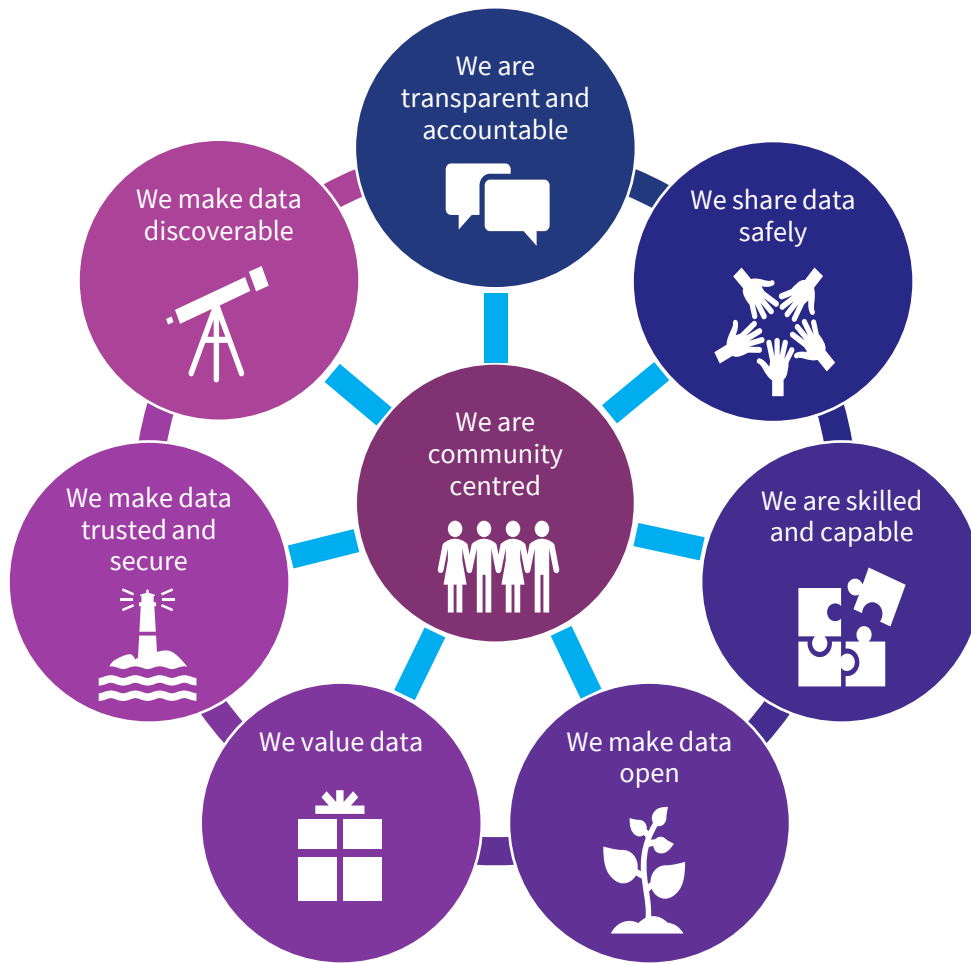 We are
transparent and
accountable
We make data
discoverable
We share data
safely
We are
community
centred
We make data
trusted and
secure
We are skilled
and capable
We value data
We make data
open